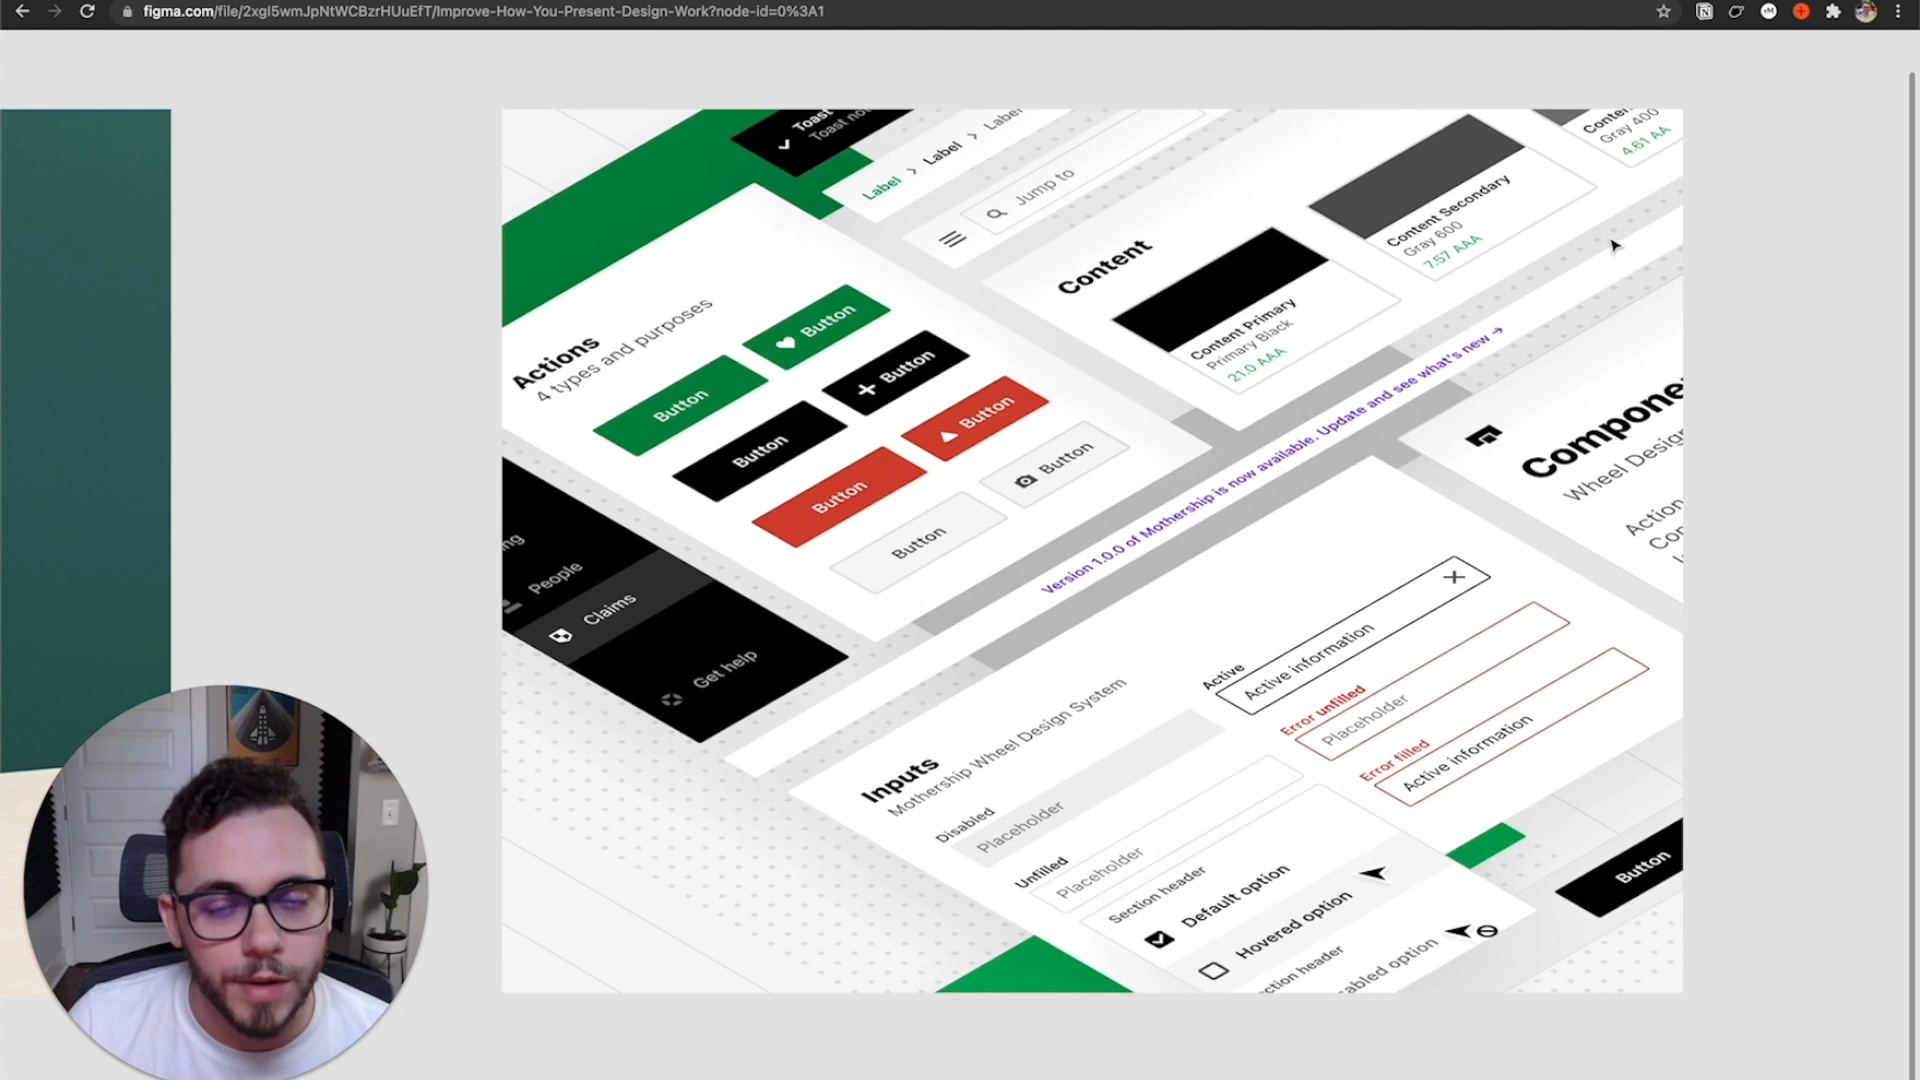 figma.com/file/2xgI5wmJpNtWCBzrHUuEfT/Improve-How-You-Present-Design-Work?node-id=0%3A1
Toast
Toast
Label > Label > Label
Jump to
Content
Content Primary
Primary Black
21.0 AAA
Content Secondary
Gray 600
7.57 AAA
Gray 400
4.61 AA
Actions
4 types and purposes
Button
Button
Button
Button
Button
Button
Button
Button
People
Claims
Get help
Version 1.0.0 of Mothership is now available. Update and see what's new →
Wheel
Inputs
Mothership Wheel Design System
Disabled
Placeholder
Unfilled
Placeholder
Active
Active information
Error unfilled
Placeholder
Error filled
Active information
Section header
Default option
Hovered option
header
option
Button